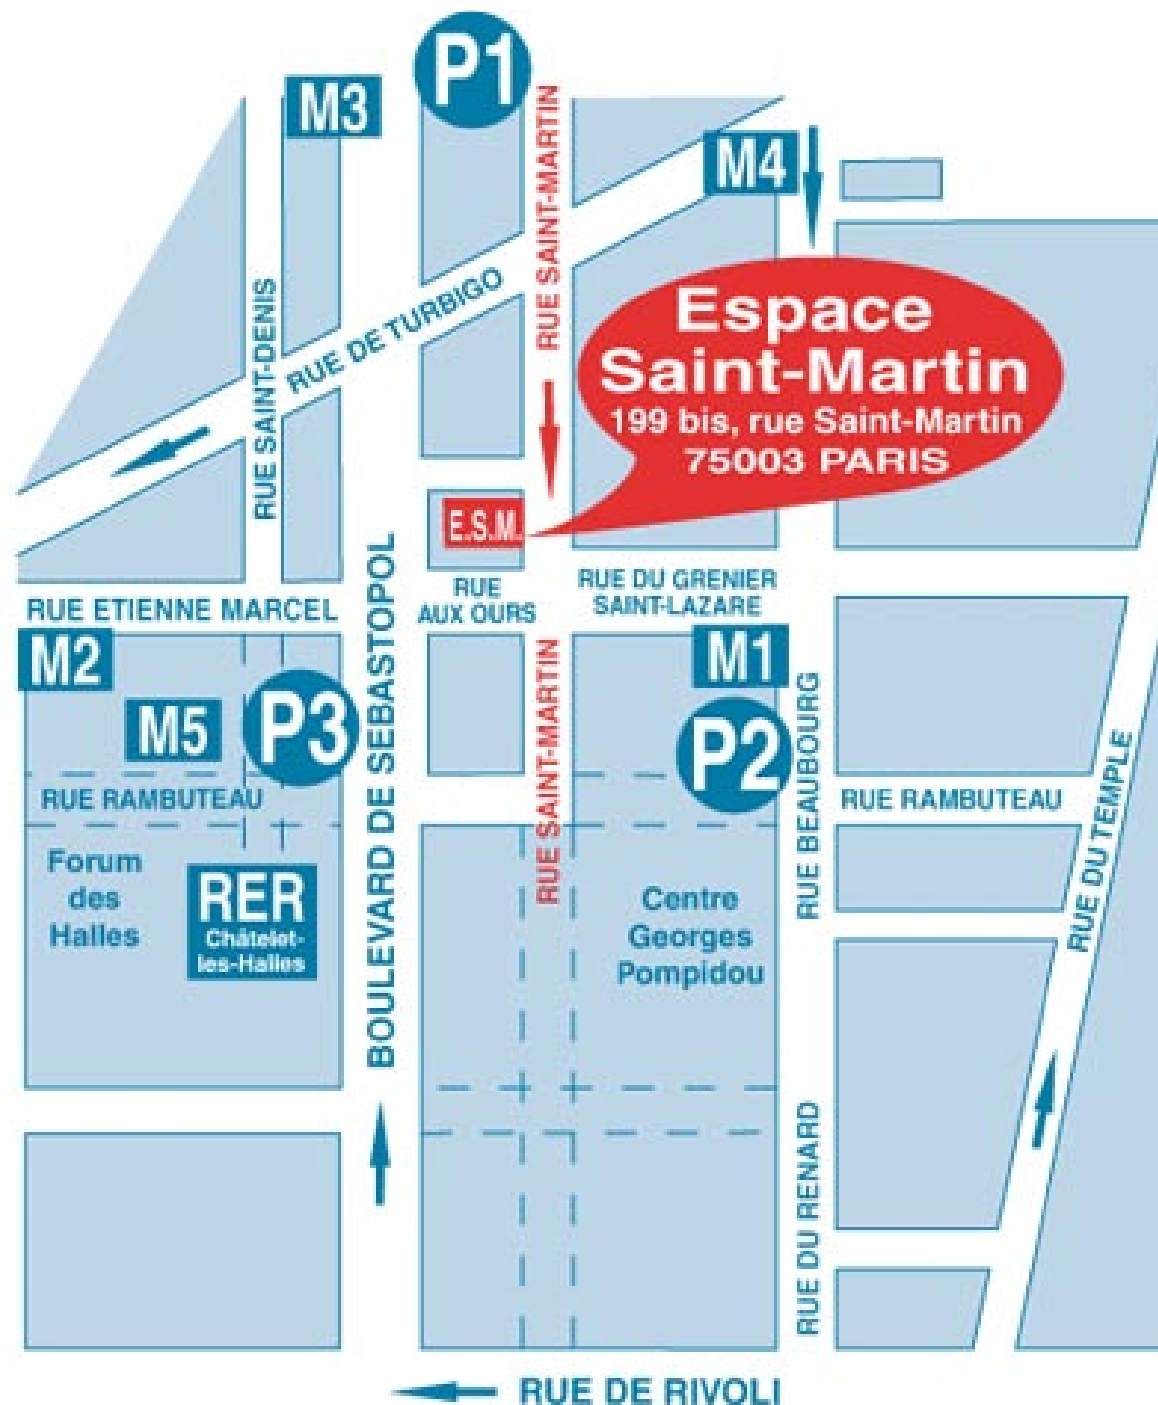 P1
M3
M4
RUE SAINT-MARTIN
RUE DE TURBIGO
RUE SAINT-DENIS
Espace
Saint-Martin
199 bis, rue Saint-Martin
75003 PARIS
E.S.M.
RUE
AUX OURS
RUE DU GRENIER
SAINT-LAZARE
RUE ETIENNE MARCEL
M2
M5
P3
M1
P2
BOULEVARD DE SEBASTOPOL
RUE SAINT-MARTIN
RUE BEAUBOURG
RUE RAMBUTEAU
RUE RAMBUTEAU
RUE DU TEMPLE
Forum
des
Halles
RER
Châtelet-
les-Halles
Centre
Georges
Pompidou
RUE DU RENARD
RUE DE RIVOLI